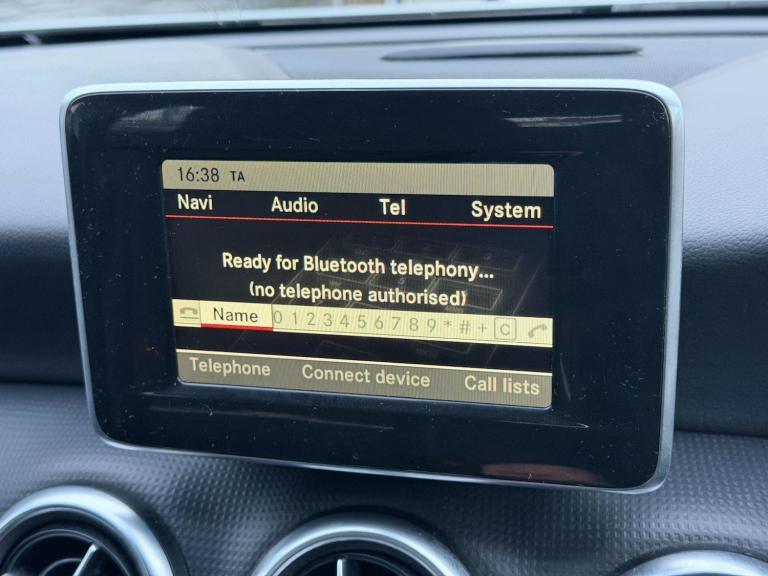 16:38 TA
Navi Audio Tel System
Ready for Bluetooth telephony...
(no telephone authorised)
Name 0 1 2 3 4 5 6 7 8 9 * # + C
Telephone Connect device Call lists